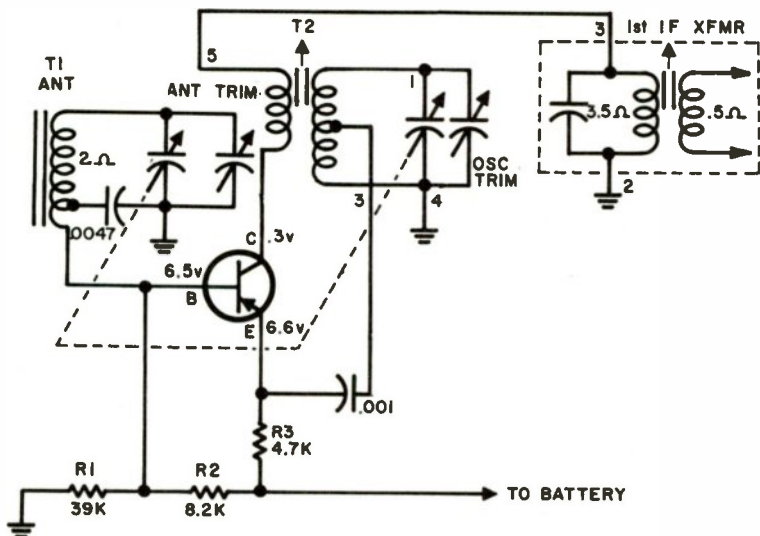 T2
3
1st IF XFMR
5
T1
ANT
ANT TRIM
1
3.5Ω
.5Ω
2Ω
OSC
TRIM
3
4
2
.0047
C
.3v
6.5v
B
E
6.6v
.001
R3
4.7K
R1
R2
TO BATTERY
39K
8.2K